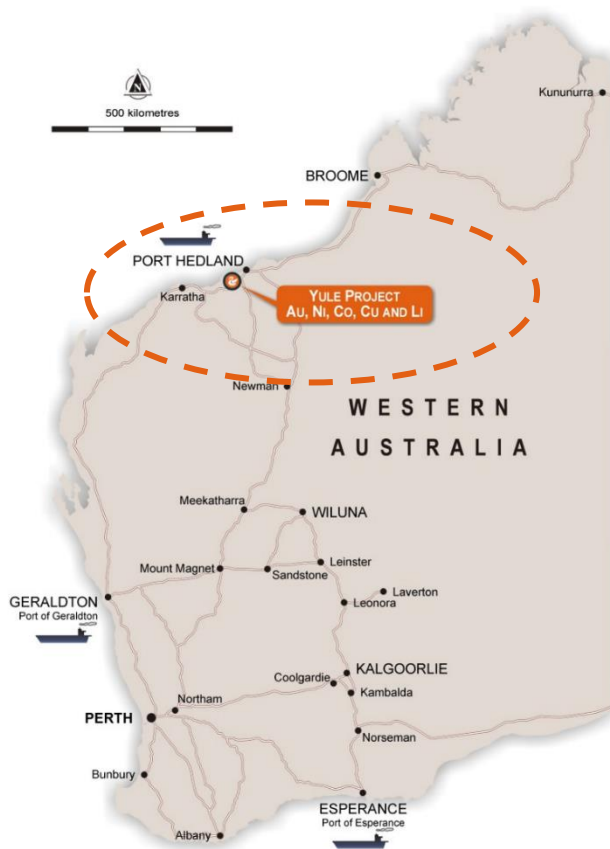 N
500 kilometres
Kununurra
BROOME
PORT HEDLAND
Karratha
YULE PROJECT
AU, NI, CO, CU AND LI
Newman
WESTERN
AUSTRALIA
Meekatharra
WILUNA
Mount Magnet
Sandstone
Leinster
Laverton
Leonora
GERALDTON
Port of Geraldton
Coolgardie
KALGOORLIE
Kambalda
Northam
PERTH
Norseman
Bunbury
ESPERANCE
Port of Esperance
Albany